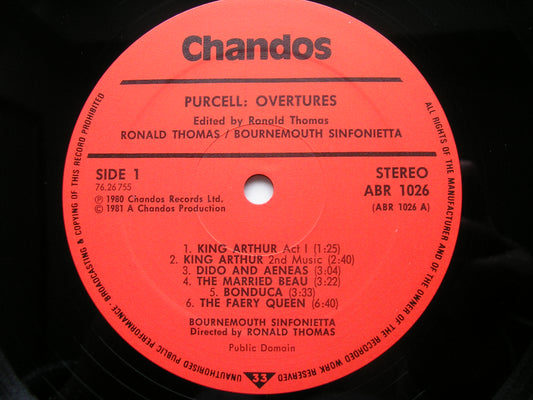 Chandos
PURCELL: OVERTURES
Edited by Ronald Thomas
RONALD THOMAS / BOURNEMOUTH SINFONIETTA
SIDE 1
76.26 755
Ⓟ 1980 Chandos Records Ltd.
© 1981 A Chandos Production
STEREO
ABR 1026
(ABR 1026 A)
1. KING ARTHUR Act I (1:25)
2. KING ARTHUR 2nd Music (2:40)
3. DIDO AND AENEAS (3:04)
4. THE MARRIED BEAU (3:22)
5. BONDUCA (3:33)
6. THE FAERY QUEEN (6:40)
BOURNEMOUTH SINFONIETTA
Directed by RONALD THOMAS
Public Domain
ALL RIGHTS OF THE MANUFACTURER AND OF THE OWNER OF THE RECORDED WORK RESERVED
33
UNAUTHORISED PUBLIC PERFORMANCE - BROADCASTING & COPYING OF THIS RECORD PROHIBITED